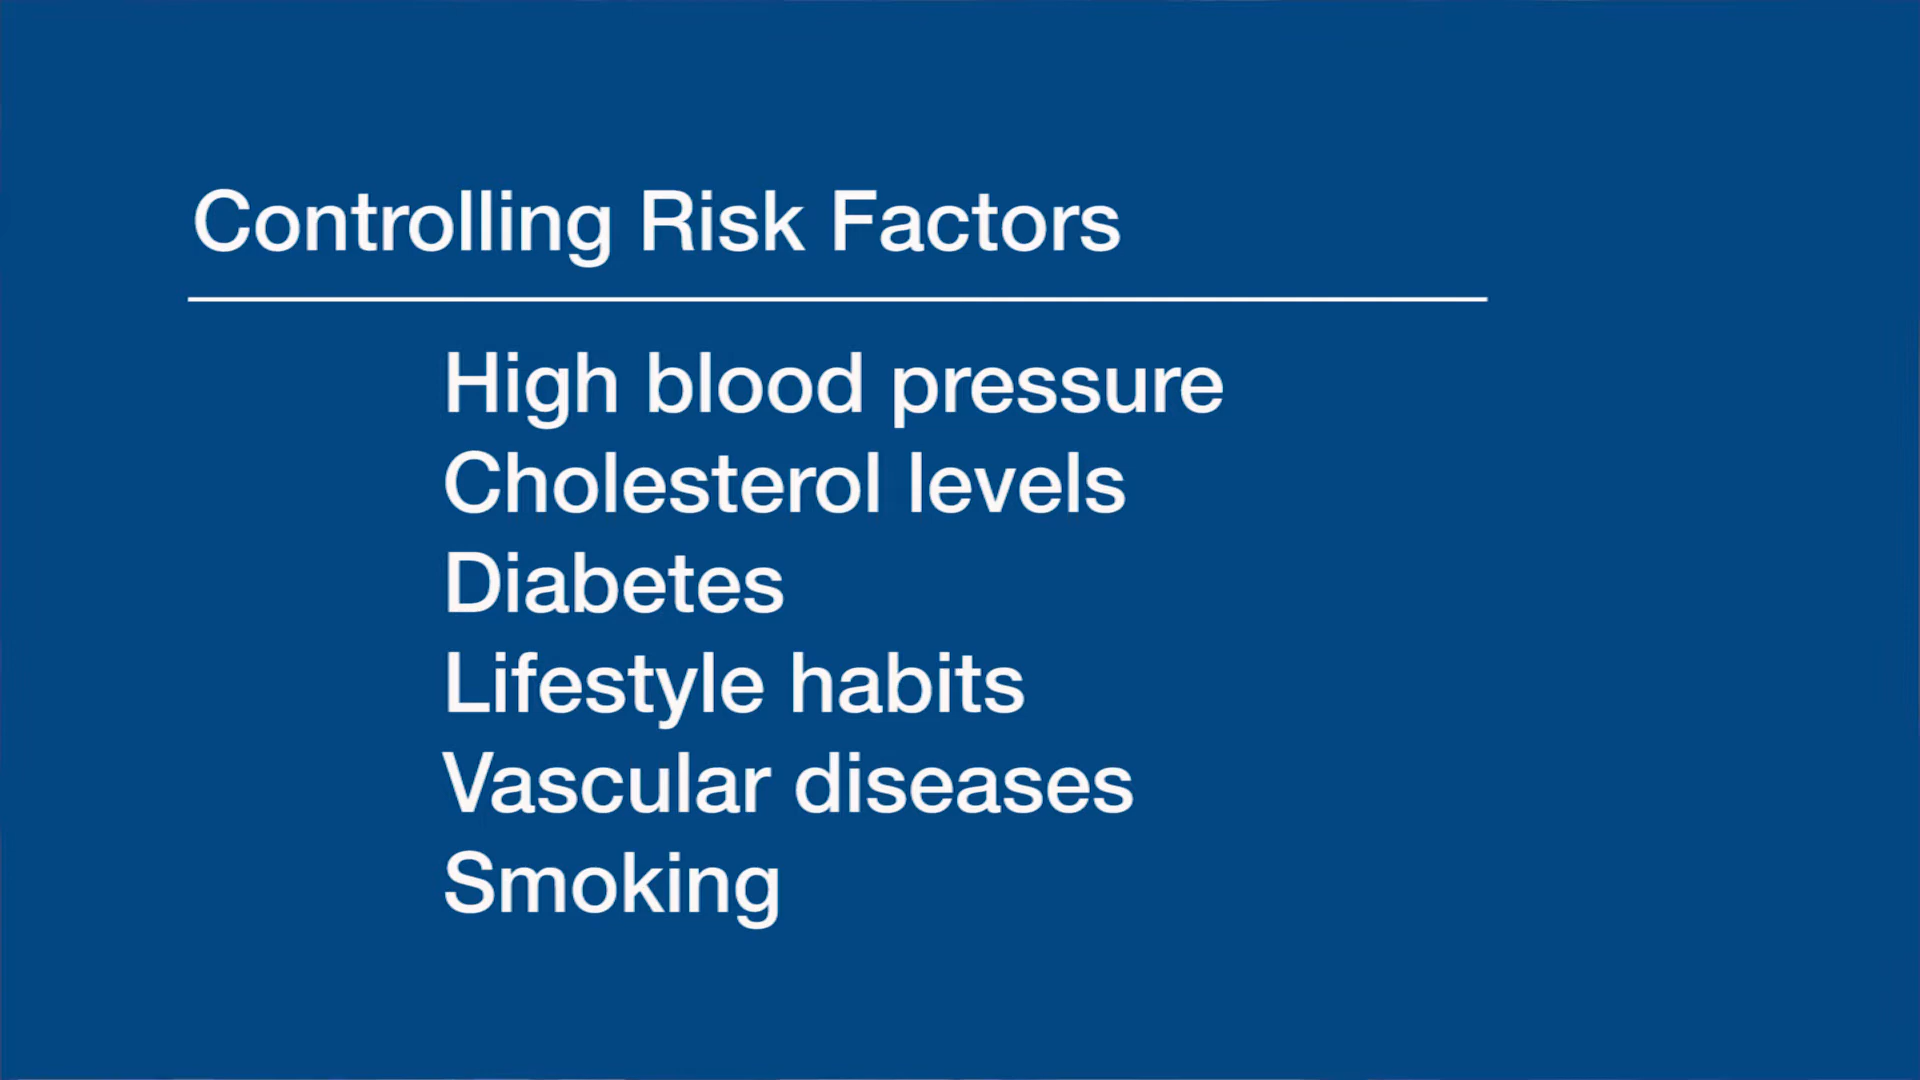 Controlling Risk Factors
High blood pressure
Cholesterol levels
Diabetes
Lifestyle habits
Vascular diseases
Smoking